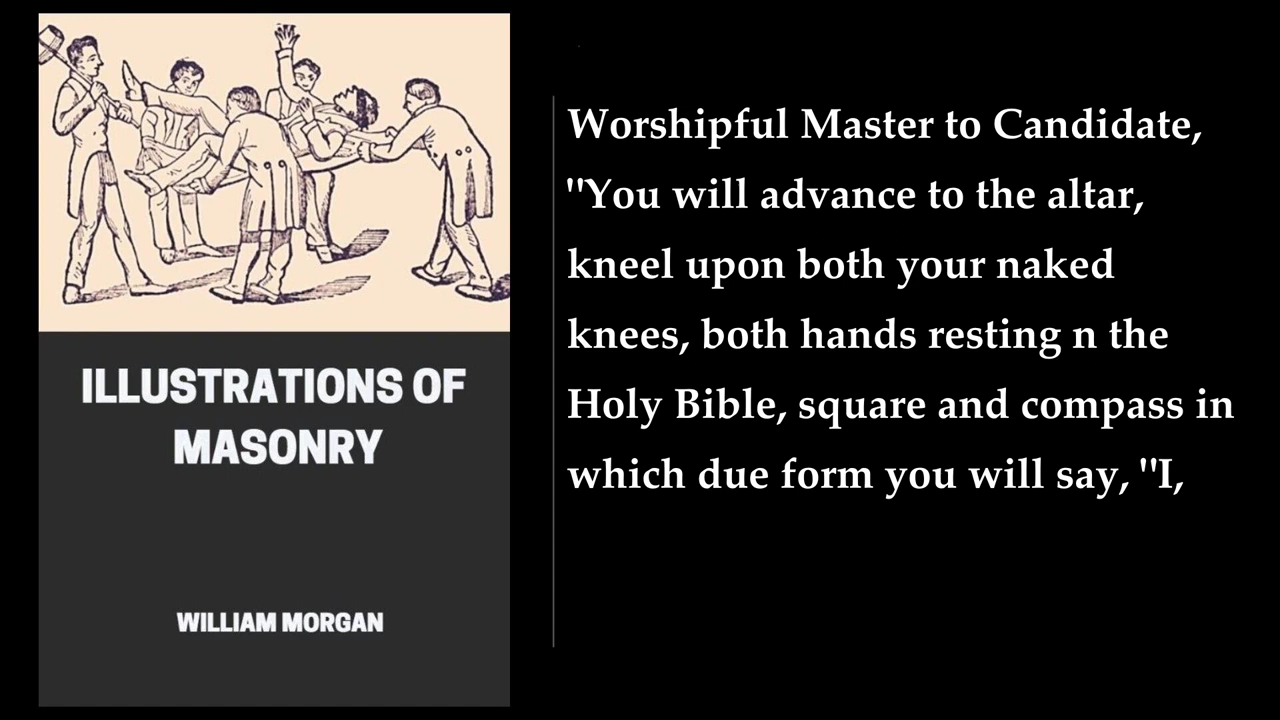 ILLUSTRATIONS OF
MASONRY
WILLIAM MORGAN
Worshipful Master to Candidate,
"You will advance to the altar,
kneel upon both your naked
knees, both hands resting n the
Holy Bible, square and compass in
which due form you will say, "I,